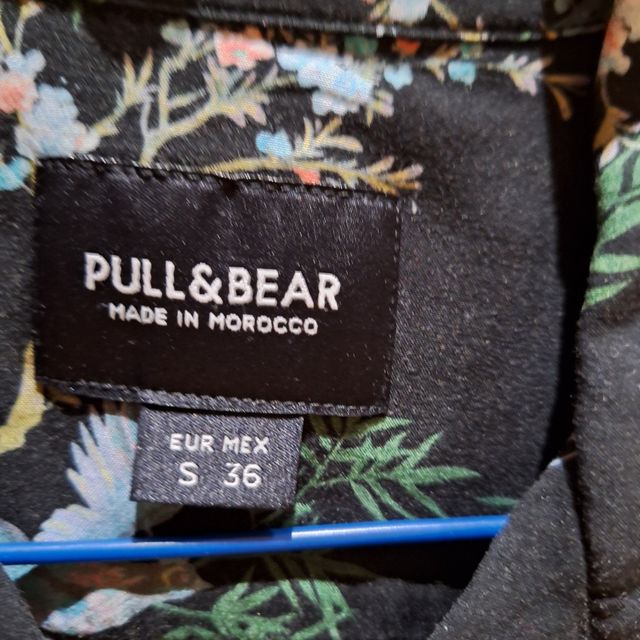 PULL&BEAR
MADE IN MOROCCO
EUR MEX
S 36